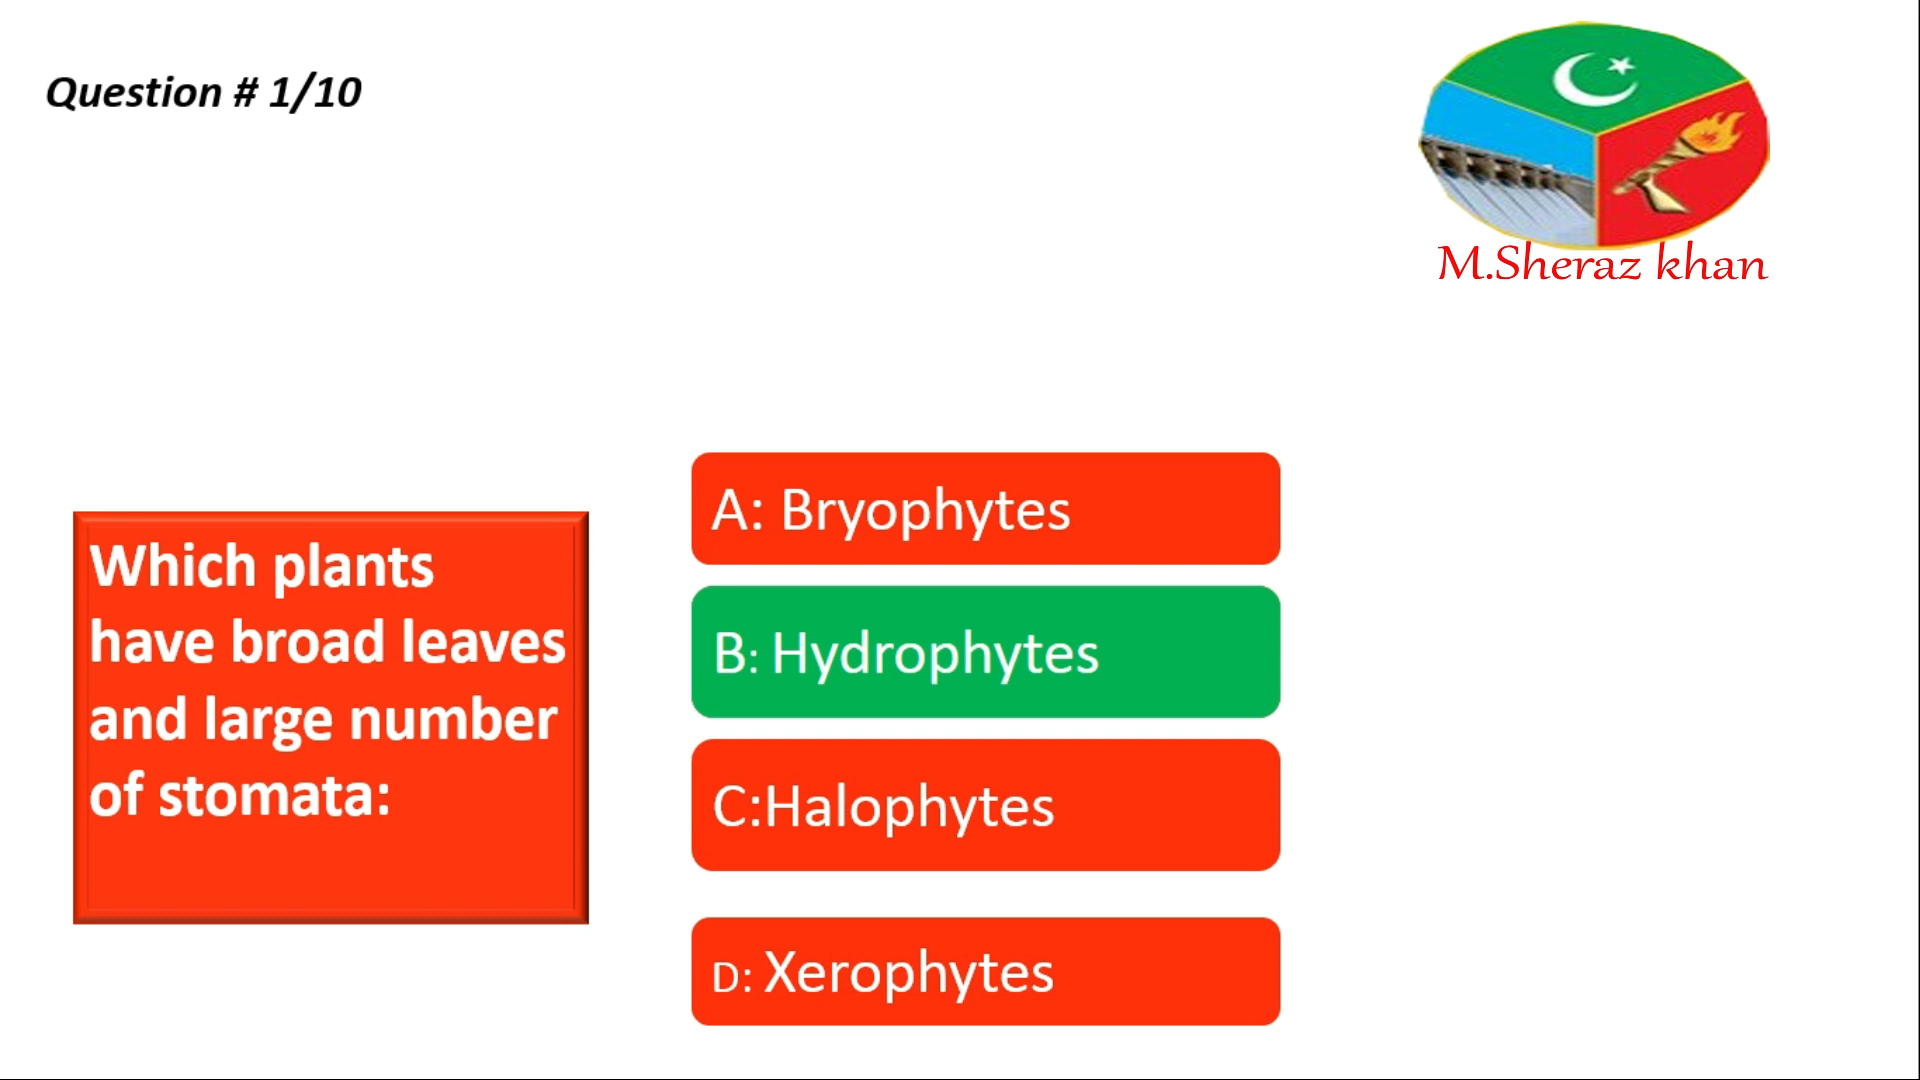 Question # 1/10
M.Sheraz khan
Which plants
have broad leaves
and large number
of stomata:
A: Bryophytes
B: Hydrophytes
C:Halophytes
D: Xerophytes